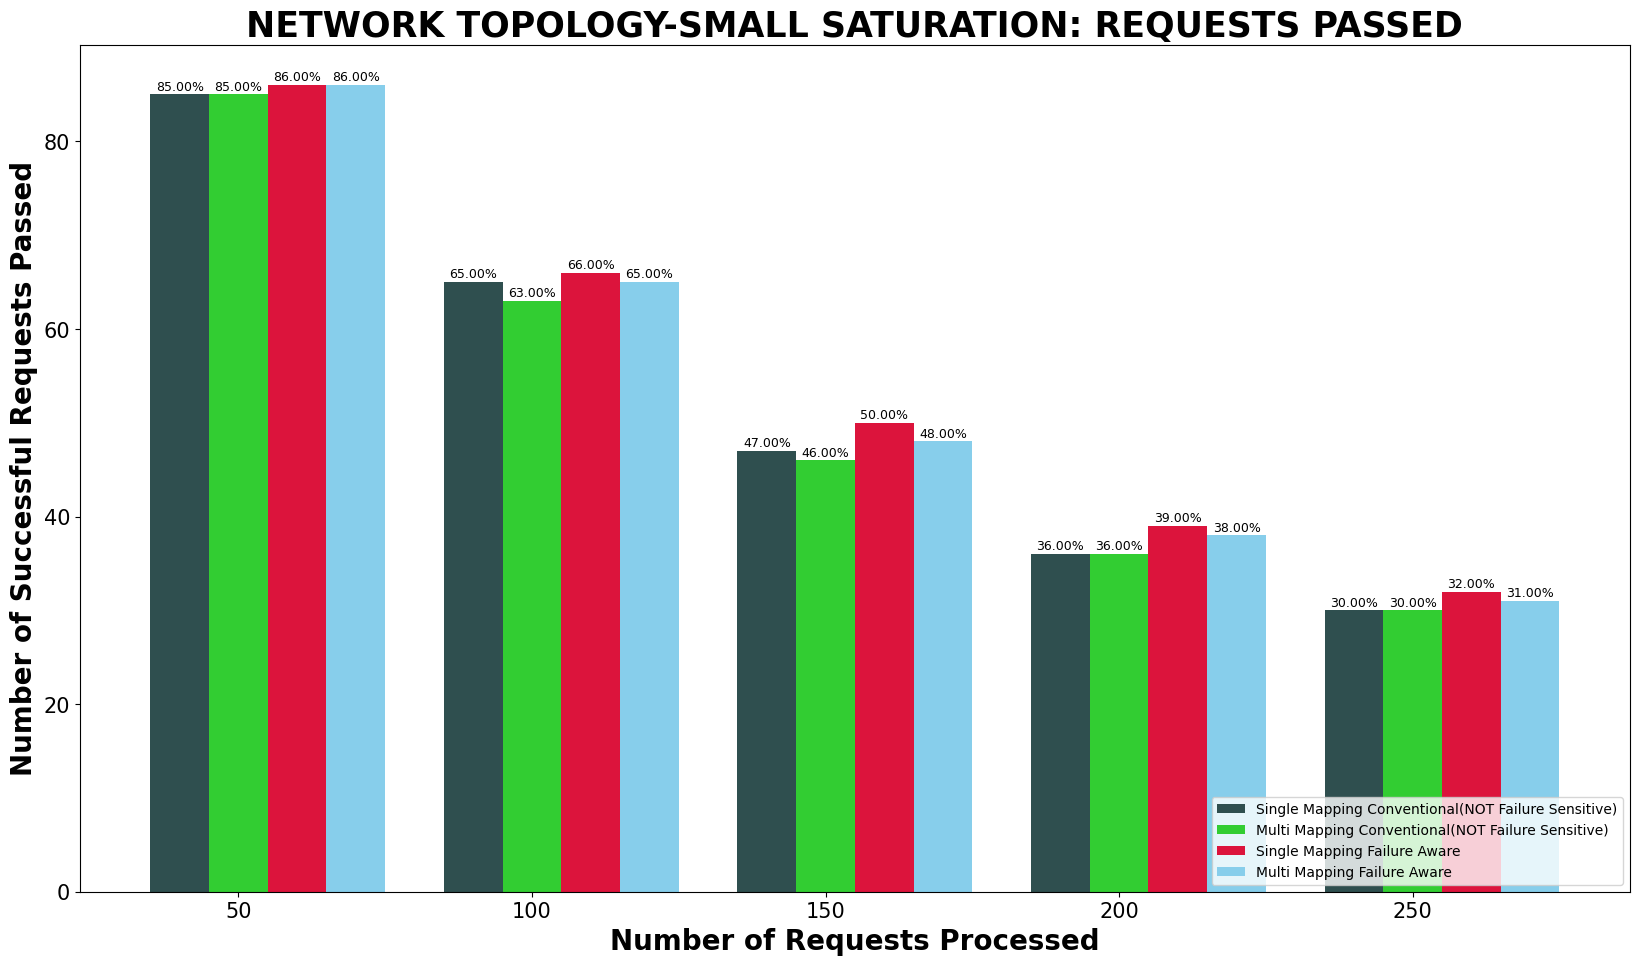 NETWORK TOPOLOGY-SMALL SATURATION: REQUESTS PASSED
Number of Successful Requests Passed
80
60
40
20
0
85.00% 85.00% 86.00% 86.00%
65.00% 63.00% 66.00% 65.00%
47.00% 46.00% 50.00% 48.00%
36.00% 36.00% 39.00% 38.00%
30.00% 30.00% 32.00% 31.00%
Single Mapping Conventional(NOT Failure Sensitive)
Multi Mapping Conventional(NOT Failure Sensitive)
Single Mapping Failure Aware
Multi Mapping Failure Aware
50 100 150 200 250
Number of Requests Processed